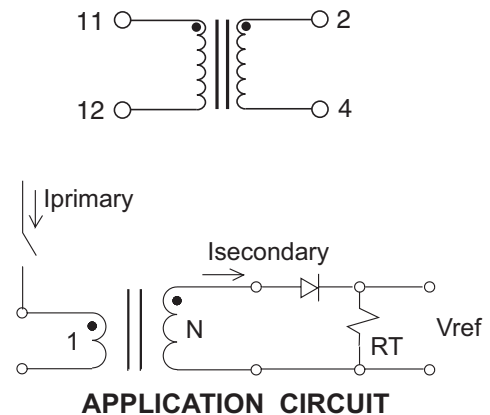 11
2
12
4
Iprimary
Isecondary
1
N
RT
Vref
APPLICATION CIRCUIT